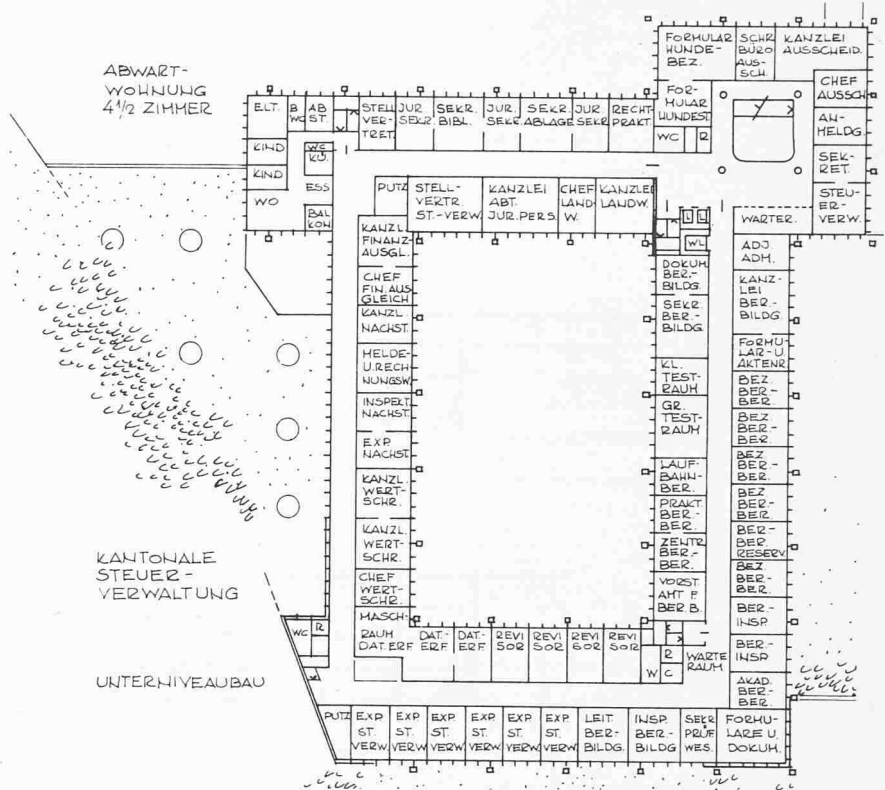 ABWART-
WOHNUNG
4 1/2 ZIMMER
FORMULAR
HUNDE-
BEZ.
SCHR.
BÜRO
AUS-
SCH.
KANZLEI
AUSSCHEID.
FOR-
MULAR
HUNDEST.
WC
R
CHEF
AUSSCH.
AN-
MELDG.
SEK-
RET.
STEU-
ER-
VERW.
WARTER.
ELT.
B
WC
AB
ST.
STELL
VER-
TRET.
JUR.
SEKR.
SEKR.
BIBL.
JUR.
SEKR.
SEKR.
ABLAGE
JUR.
SEKR.
RECHT-
PRAKT.
KIND
KIND
WO
WC
KÜ.
ESS
BAL
KON
PUTZ
STELL-
VERTR.
ST.-VERW.
KANZLEI
ABT.
JUR.PERS.
CHEF
LAND-
W.
KANZLEI
LANDW.
L
L
WL
KANZL.
FINANZ-
AUSGL.
CHEF
FIN.AUS
GLEICH
KANZL.
NACHST.
MELDE-
U.RECH-
NUNGSW.
INSPEKT.
NACHST.
EXP.
NACHST.
KANZL.
WERT-
SCHR.
KANZL.
WERT-
SCHR.
CHEF
WERT-
SCHR.
MASCH-
RAUM
DAT.ERF.
DAT.-
ERF.
DAT.-
ERF.
REVI
SOR
REVI
SOR
REVI
SOR
REVI
SOR
DOKUM.
BER.-
BILDG.
SEKR.
BER.-
BILDG.
KL.
TEST-
RAUM
GR.
TEST-
RAUM
LAUF-
BAHN-
BER.
PRAKT.
BER.-
BER.
ZENTR.
BER.-
BER.
VORST.
AMT F.
BER.B.
ADJ.
ADM.
KANZ-
LEI
BER.-
BILDG.
FORMU-
LAR-U.
AKTENR.
BEZ.
BER.-
BER.
BEZ.
BER.-
BER.
BEZ.
BER.-
BER.
BEZ.
BER.-
BER.
BER.-
BER.
RESERV.
BEZ.
BER-
BER.
BER.-
INSP.
BER.-
INSP.
AKAD.
BER-
BER.
R
W
C
WARTE
RAUM
KANTONALE
STEUER-
VERWALTUNG
WC
R
UNTERNIVEAUBAU
PUTZ
EXP.
ST.
VERW.
EXP.
ST.
VERW.
EXP.
ST.
VERW.
EXP.
ST.
VERW.
EXP.
ST.
VERW.
EXP.
ST.
VERW.
LEIT.
BER-
BILDG.
INSP.
BER.-
BILDG
SEKR.
PRÜF
WES.
FORMU-
LARE U.
DOKUM.